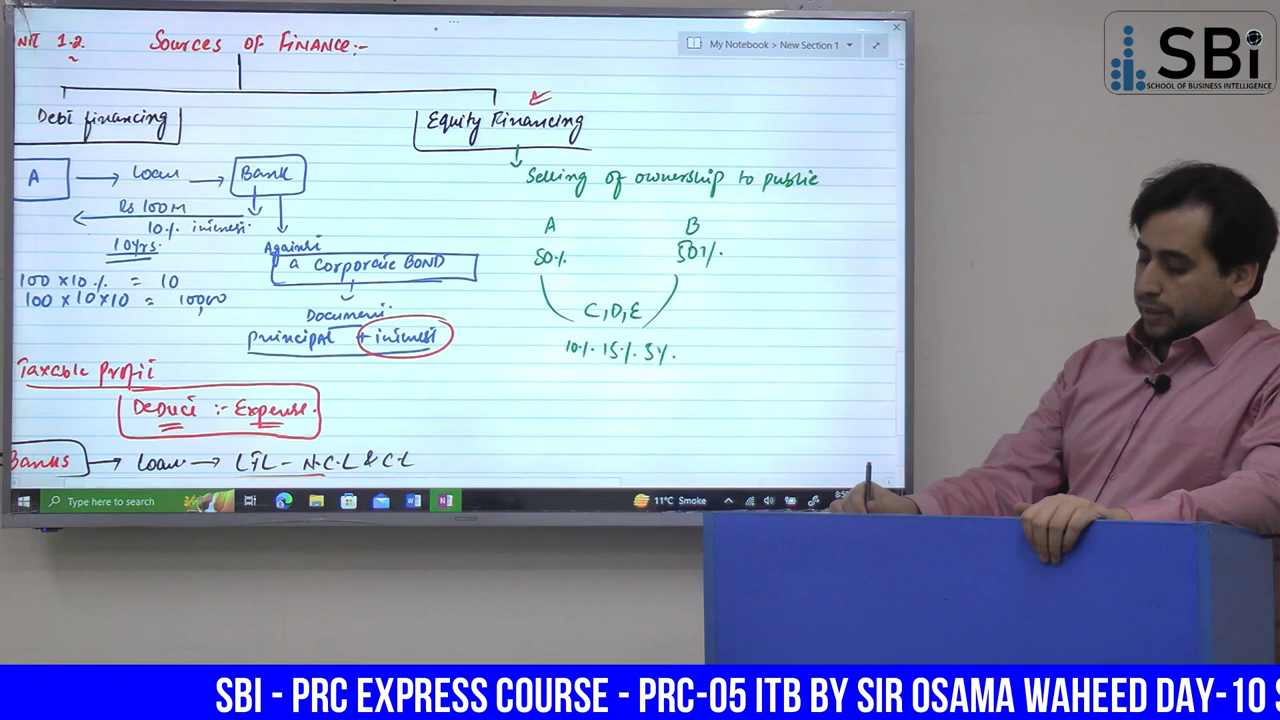 NIT 1.2. Sources of Finance:-
My Notebook > New Section 1
SBi
SCHOOL OF BUSINESS INTELLIGENCE
Debt financing
Equity Financing
A
Loan
Bank
Selling of ownership to public
Rs 100M
10% interest
10yrs.
A B
50% 50%.
Against
a corporate BOND
100 x 10% = 10
100 x 10 x 10 =
Document.
C,D,E
principal + interest
10%. 15%. 5%.
Taxable Profit
Deduct :- Expense.
Banks Loan LTL - N.C.L & C.L
Type here to search
11°C Smoke
SBI - PRC EXPRESS COURSE - PRC-05 ITB BY SIR OSAMA WAHEED DAY-10 S